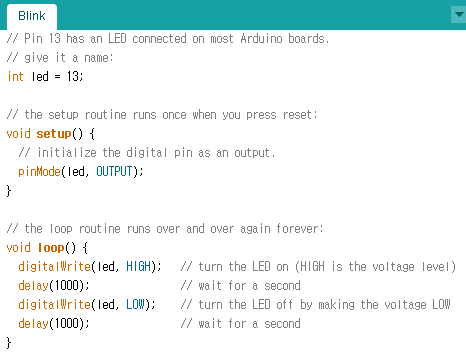 Blink
// Pin 13 has an LED connected on most Arduino boards.
// give it a name:
int led = 13;
// the setup routine runs once when you press reset:
void setup() {
// initialize the digital pin as an output.
pinMode(led, OUTPUT);
}
// the loop routine runs over and over again forever:
void loop() {
digitalWrite(led, HIGH); // turn the LED on (HIGH is the voltage level)
delay(1000); // wait for a second
digitalWrite(led, LOW); // turn the LED off by making the voltage LOW
delay(1000); // wait for a second
}